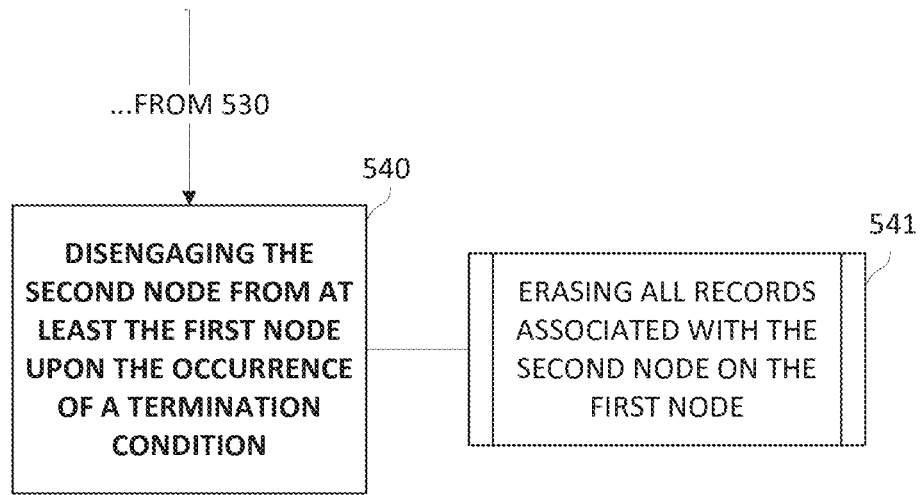 ...FROM 530
540
DISENGAGING THE
SECOND NODE FROM AT
LEAST THE FIRST NODE
UPON THE OCCURRENCE
OF A TERMINATION
CONDITION
541
ERASING ALL RECORDS
ASSOCIATED WITH THE
SECOND NODE ON THE
FIRST NODE